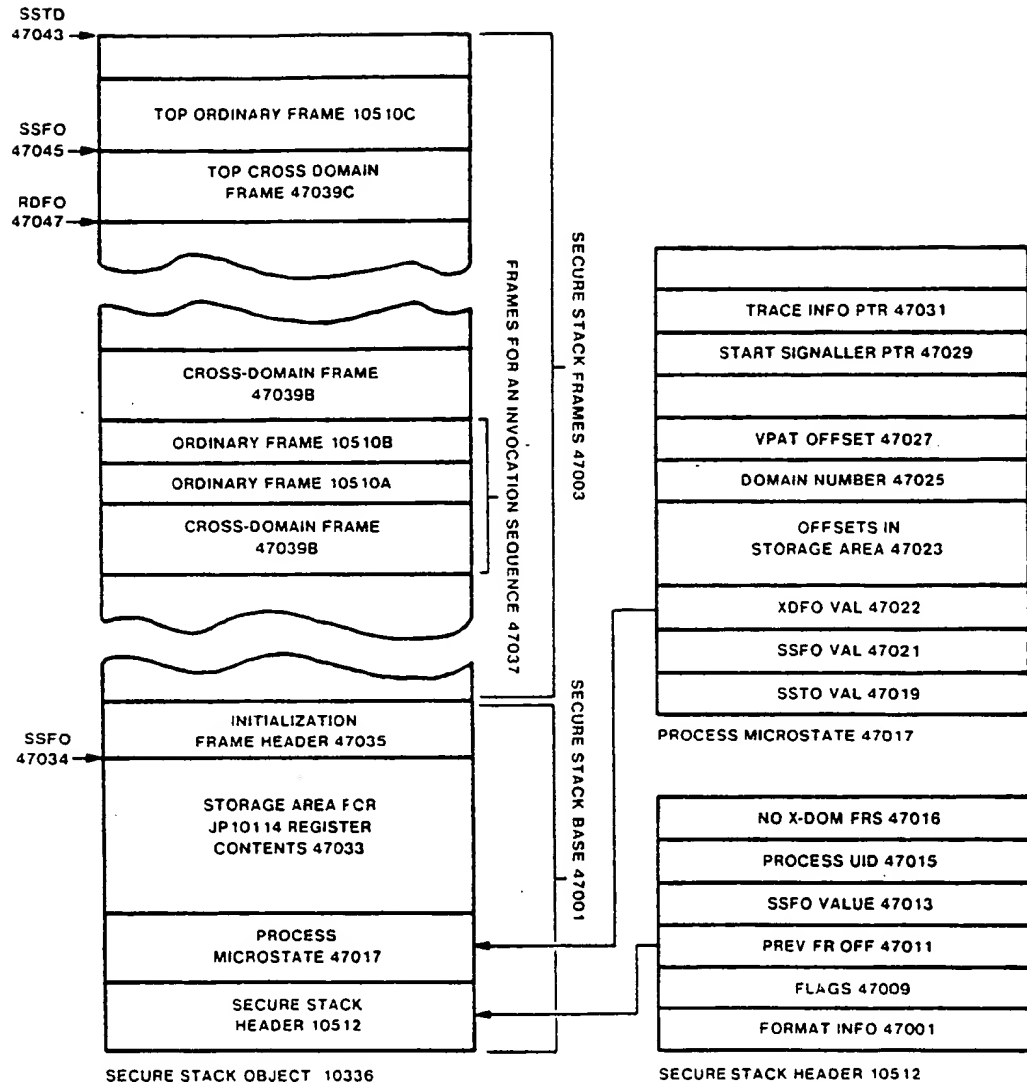 SSTD
47043
TOP ORDINARY FRAME 10510C
SSFO
47045
TOP CROSS DOMAIN
FRAME 47039C
RDFO
47047
CROSS-DOMAIN FRAME
47039B
ORDINARY FRAME 10510B
ORDINARY FRAME 10510A
CROSS-DOMAIN FRAME
47039B
FRAMES FOR AN INVOCATION SEQUENCE 47037
SECURE STACK FRAMES 47003
INITIALIZATION
FRAME HEADER 47035
SSFO
47034
STORAGE AREA FCR
JP10114 REGISTER
CONTENTS 47033
PROCESS
MICROSTATE 47017
SECURE STACK
HEADER 10512
SECURE STACK BASE 47001
SECURE STACK OBJECT 10336
TRACE INFO PTR 47031
START SIGNALLER PTR 47029
VPAT OFFSET 47027
DOMAIN NUMBER 47025
OFFSETS IN
STORAGE AREA 47023
XDFO VAL 47022
SSFO VAL 47021
SSTO VAL 47019
PROCESS MICROSTATE 47017
NO X-DOM FRS 47016
PROCESS UID 47015
SSFO VALUE 47013
PREV FR OFF 47011
FLAGS 47009
FORMAT INFO 47001
SECURE STACK HEADER 10512